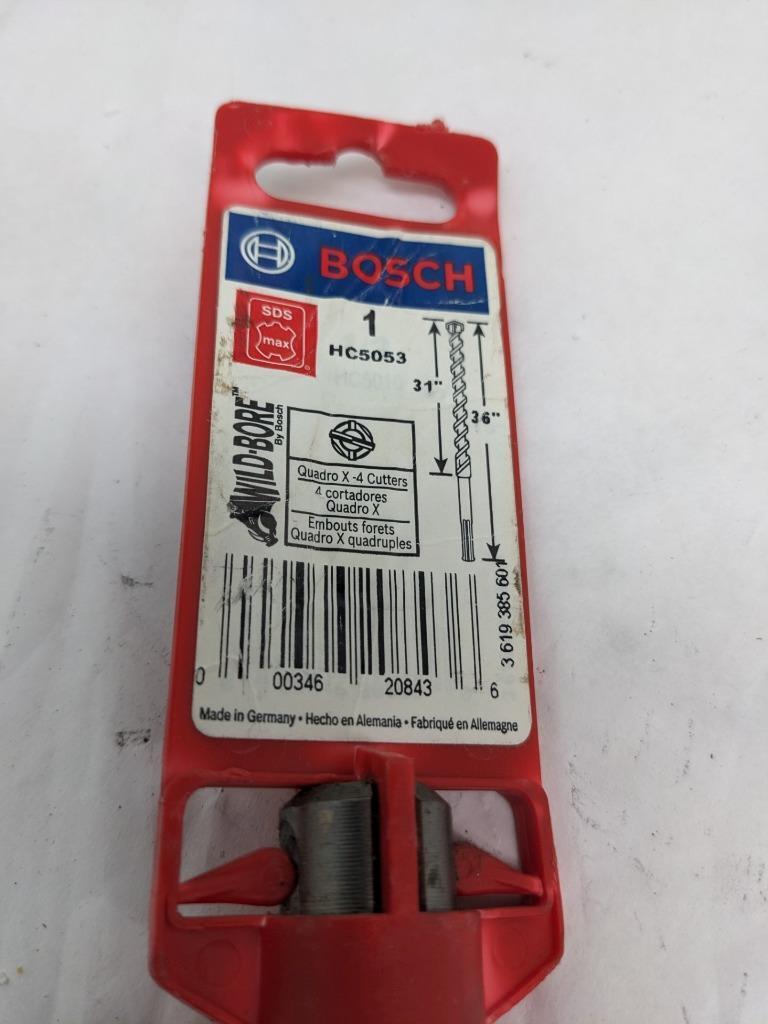 BOSCH
SDS
max
1
HC5053
31"
36"
WILD·BORE™
By Bosch
Quadro X -4 Cutters
4 cortadores
Quadro X
Embouts forets
Quadro X quadruples
3 619 385 601
0 00346 20843 6
Made in Germany • Hecho en Alemania • Fabriqué en Allemagne